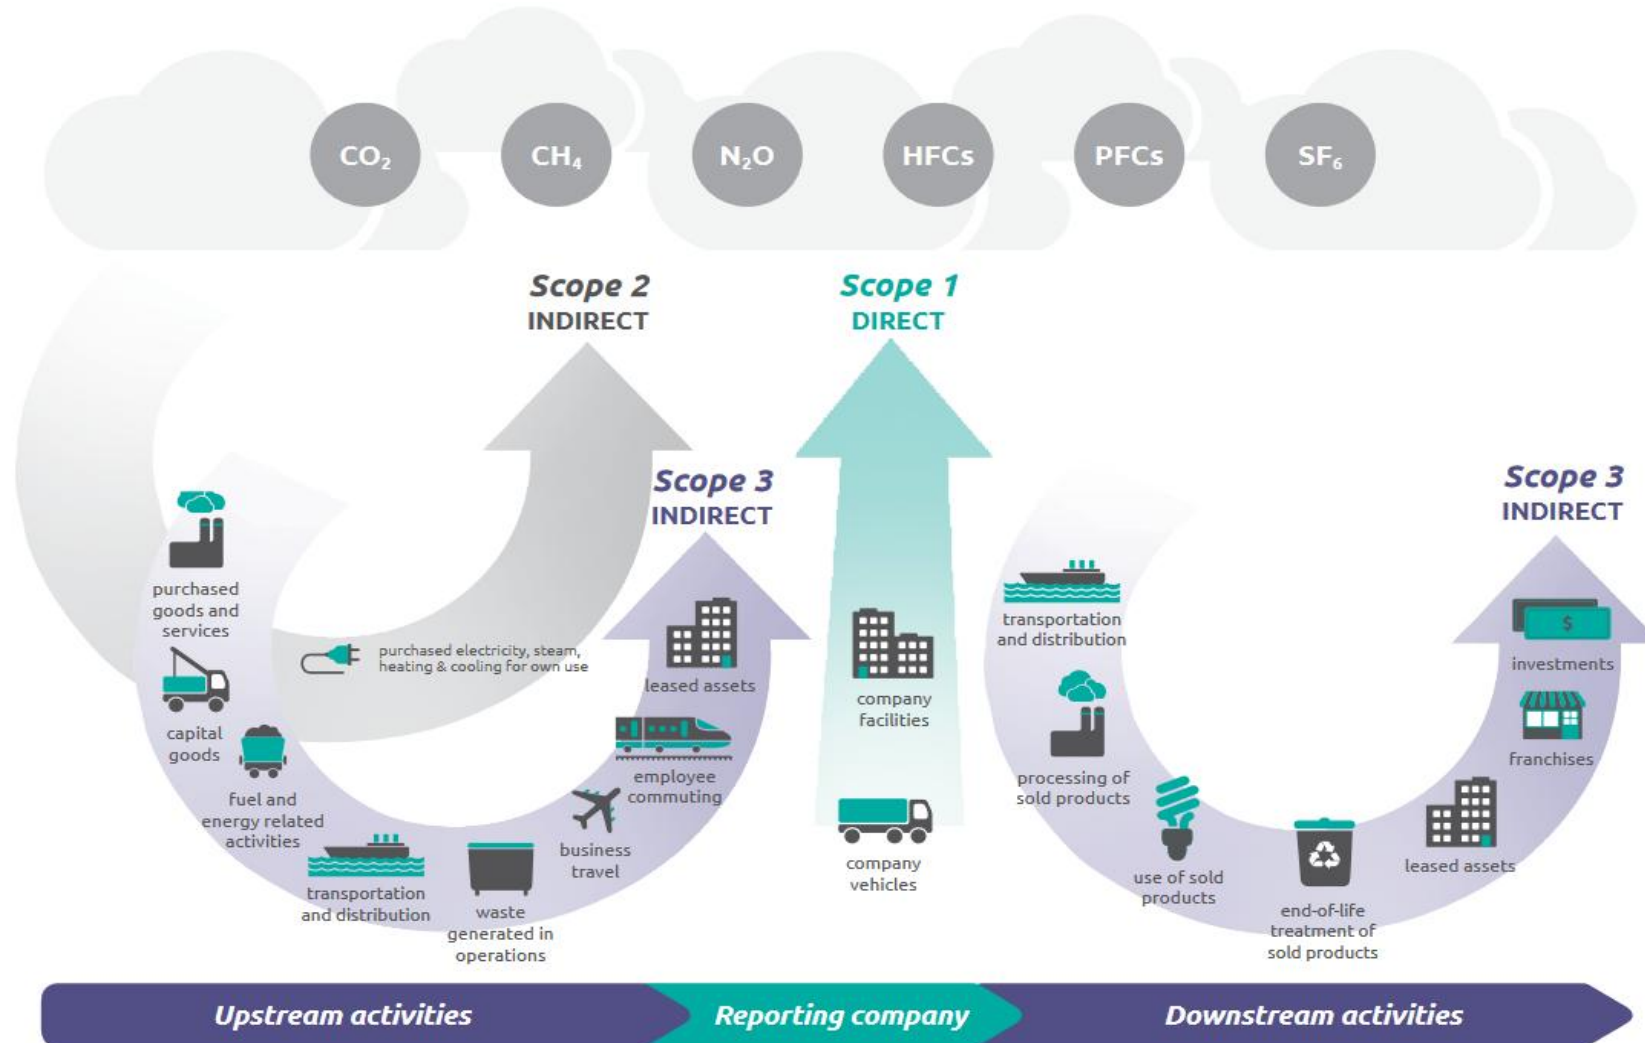 CO₂
CH₄
N₂O
HFCs
PFCs
SF₆
Scope 2
INDIRECT
Scope 1
DIRECT
Scope 3
INDIRECT
Scope 3
INDIRECT
purchased
goods and
services
capital
goods
fuel and
energy related
activities
purchased electricity, steam,
heating & cooling for own use
transportation
and distribution
waste
generated in
operations
business
travel
employee
commuting
leased assets
company
facilities
company
vehicles
transportation
and distribution
processing of
sold products
use of sold
products
end-of-life
treatment of
sold products
leased assets
franchises
$
investments
Upstream activities
Reporting company
Downstream activities